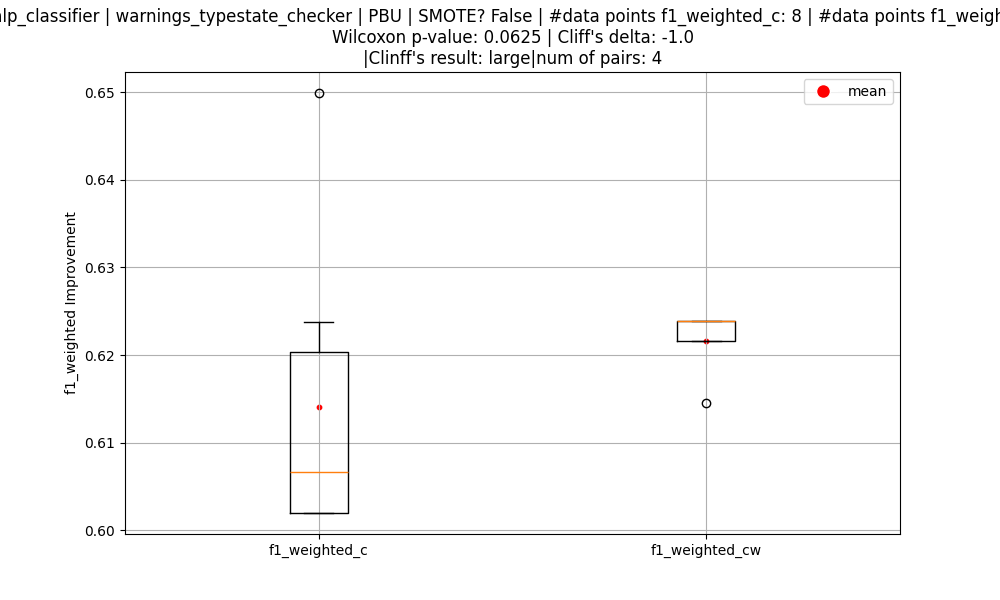 lp_classifier | warnings_typestate_checker | PBU | SMOTE? False | #data points f1_weighted_c: 8 | #data points f1_weigh
Wilcoxon p-value: 0.0625 | Cliff's delta: -1.0
|Clinff's result: large|num of pairs: 4
mean
0.65
0.64
0.63
0.62
0.61
0.60
f1_weighted Improvement
f1_weighted_c
f1_weighted_cw